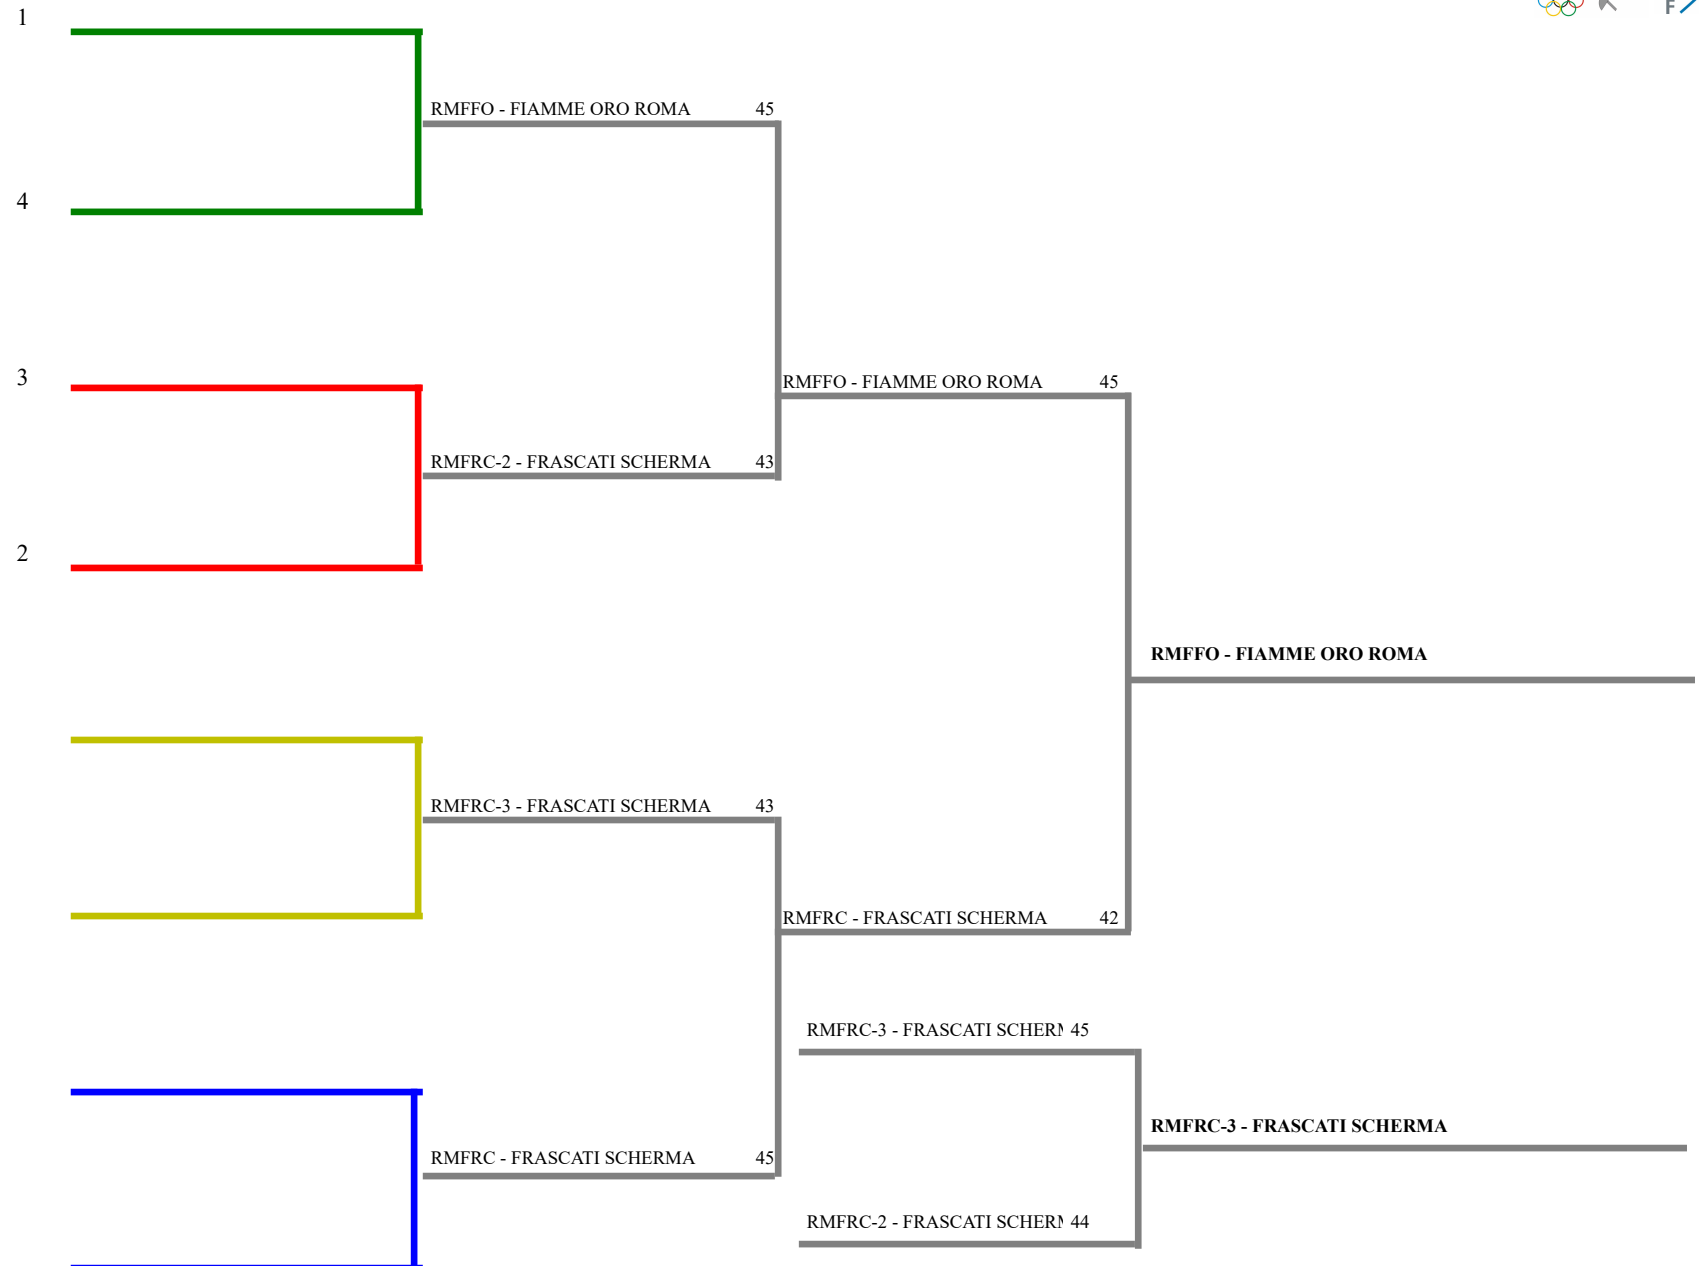 1
F
RMFFO - FIAMME ORO ROMA 45
4
3
RMFFO - FIAMME ORO ROMA 45
RMFRC-2 - FRASCATI SCHERMA 43
2
RMFFO - FIAMME ORO ROMA
RMFRC-3 - FRASCATI SCHERMA 43
RMFRC - FRASCATI SCHERMA 42
RMFRC-3 - FRASCATI SCHER 45
RMFRC-3 - FRASCATI SCHERMA
RMFRC - FRASCATI SCHERMA 45
RMFRC-2 - FRASCATI SCHER 44